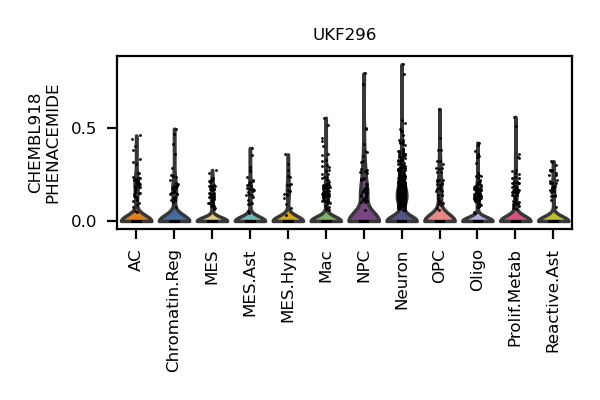 UKF296
CHEMBL918
PHENACEMIDE
0.5
0.0
AC
Chromatin.Reg
MES
MES.Ast
MES.Hyp
Mac
NPC
Neuron
OPC
Oligo
Prolif.Metab
Reactive.Ast